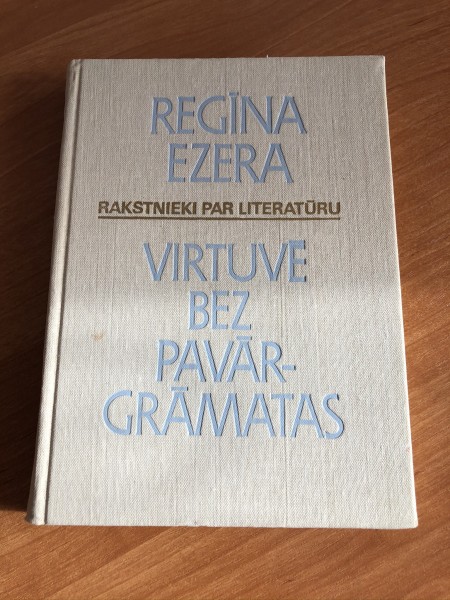 REGĪNA
EZERA
RAKSTNIEKI PAR LITERATŪRU
VIRTUVE
BEZ
PAVĀR-
GRĀMATAS